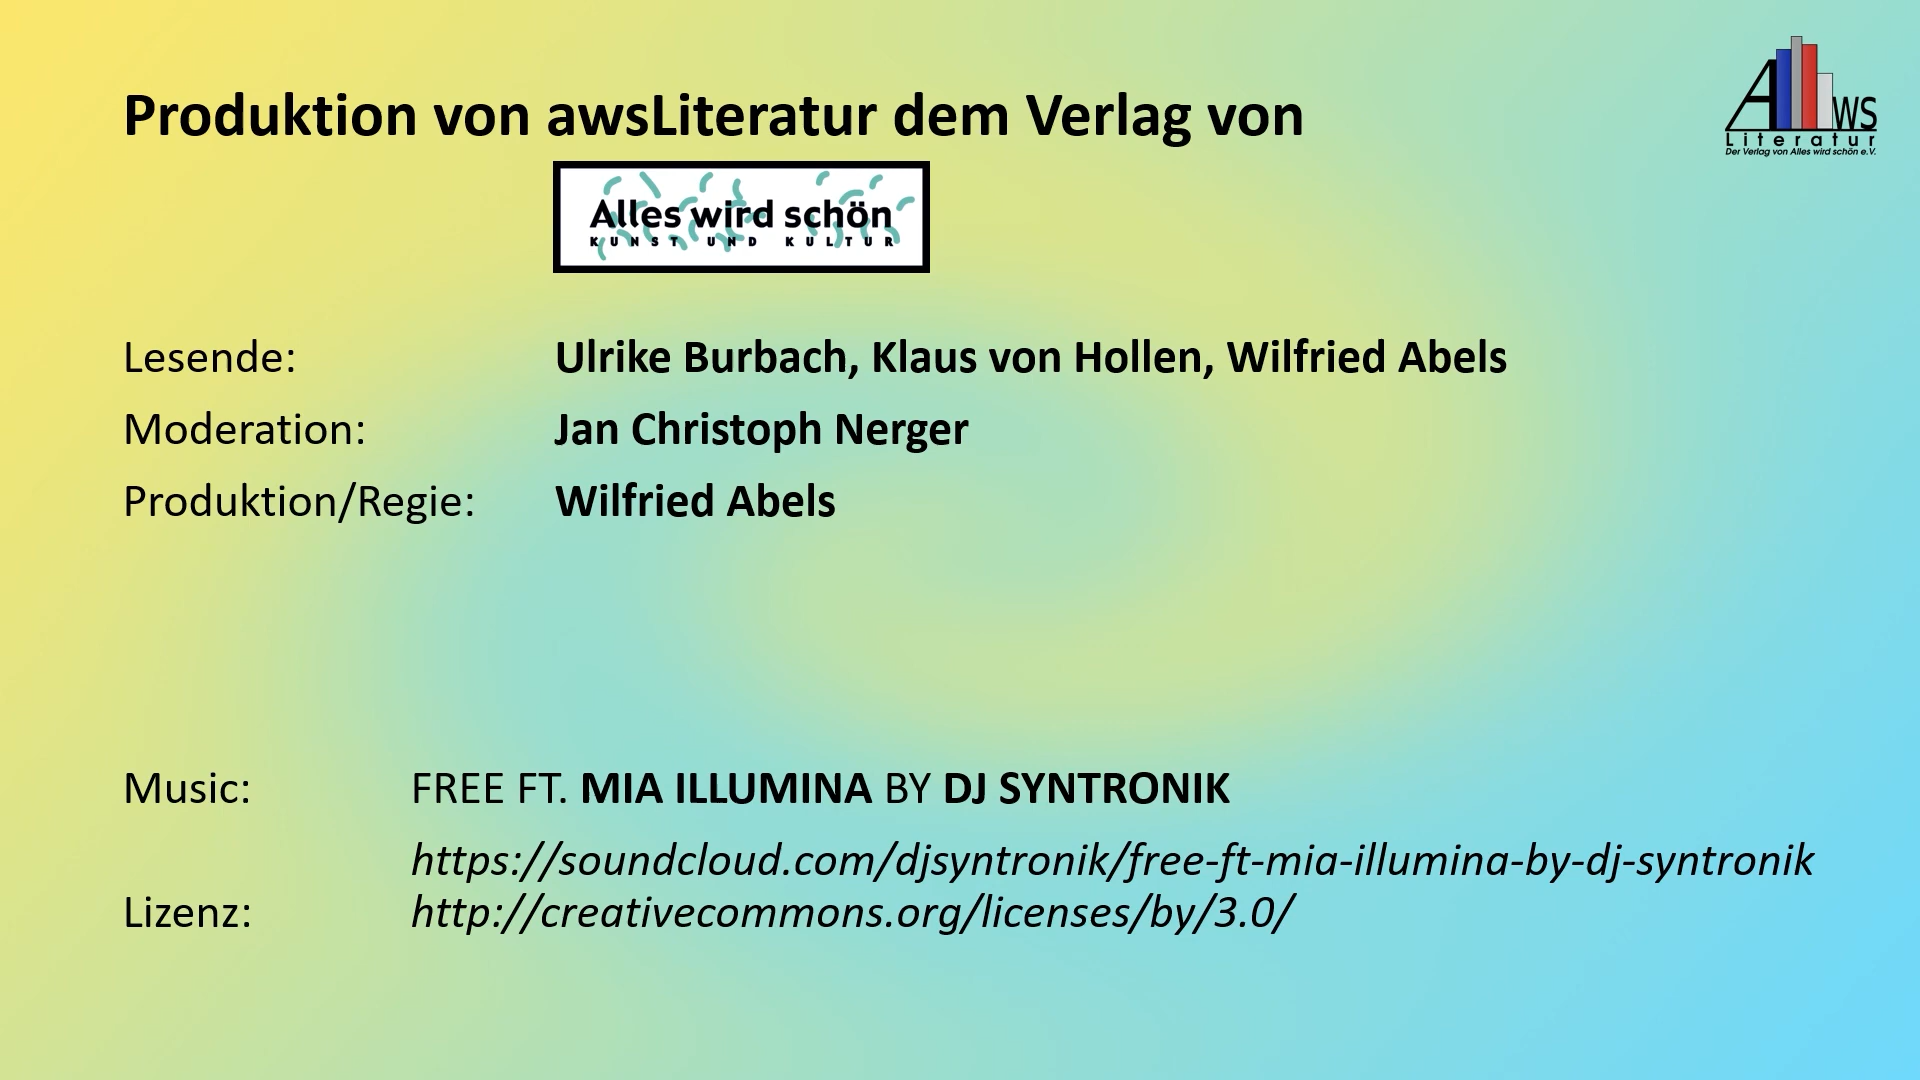 Produktion von awsLiteratur dem Verlag von
AWS
Literatur
Der Verlag von Alles wird schön e.V.
Alles wird schön
KUNST UND KULTUR
Lesende: Ulrike Burbach, Klaus von Hollen, Wilfried Abels
Moderation: Jan Christoph Nerger
Produktion/Regie: Wilfried Abels
Music: FREE FT. MIA ILLUMINA BY DJ SYNTRONIK
https://soundcloud.com/djsyntronik/free-ft-mia-illumina-by-dj-syntronik
Lizenz: http://creativecommons.org/licenses/by/3.0/